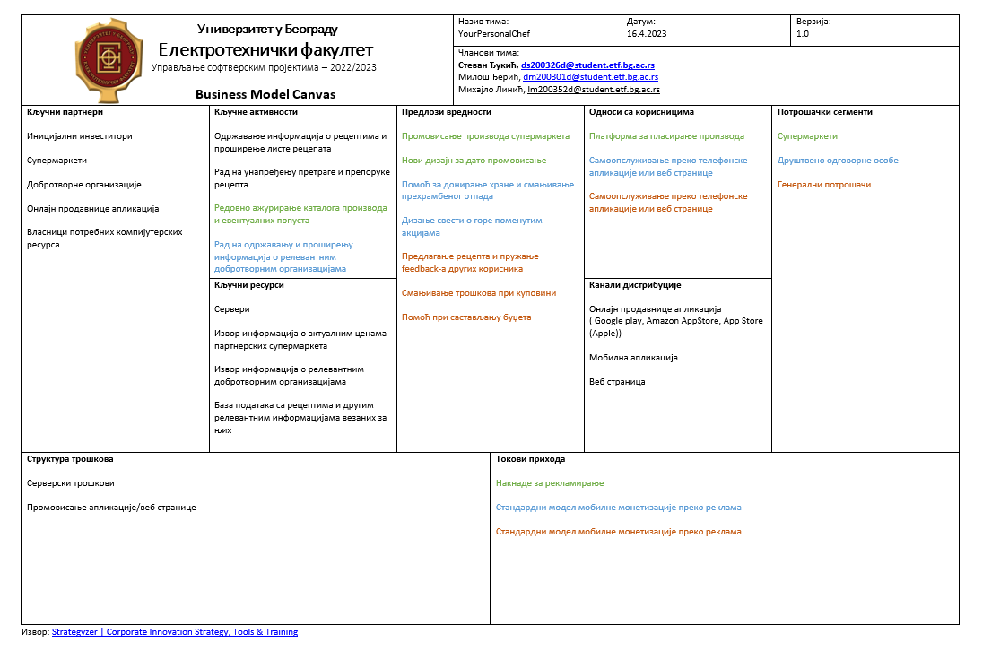 Универзитет у Београду
Електротехнички факултет
Управљање софтверским пројектима – 2022/2023.
Business Model Canvas
Назив тима:
YourPersonalChef
Датум:
16.4.2023
Верзија:
1.0
Чланови тима:
Стеван Ђукић, ds200326d@student.etf.bg.ac.rs
Милош Ђерић, dm200301d@student.etf.bg.ac.rs
Михајло Линић, lm200352d@student.etf.bg.ac.rs
Кључни партнери
Иницијални инвеститори
Супермаркети
Добротворне организације
Онлајн продавнице апликација
Власници потребних компијутерских
ресурса
Кључне активности
Одржавање информација о рецептима и
проширење листе рецепата
Рад на унапређењу претраге и препоруке
рецепта
Редовно ажурирање каталога производа
и евентуалних попуста
Рад на одржавању и проширењу
информација о релевантним
добротворним организацијама
Кључни ресурси
Сервери
Извор информација о актуалним ценама
партнерских супермаркета
Извор информација о релевантним
добротворним организацијама
База података са рецептима и другим
релевантним информацијама везаних за
њих
Предлози вредности
Промовисање производа супермаркета
Нови дизајн за дато промовисање
Помоћ за донирање хране и смањивање
прехрамбеног отпада
Дизање свести о горе поменутим
акцијама
Предлагање рецепта и пружање
feedback-a других корисника
Смањивање трошкова при куповини
Помоћ при састављању буџета
Односи са корисницима
Платформа за пласирање производа
Самоопслуживање преко телефонске
апликације или веб странице
Самоопслуживање преко телефонске
апликације или веб странице
Канали дистрибуције
Онлајн продавнице апликација
( Google play, Amazon AppStore, App Store
(Apple))
Мобилна апликација
Веб страница
Потрошачки сегменти
Супермаркети
Друштвено одговорне особе
Генерални потрошачи
Структура трошкова
Серверски трошкови
Промовисање апликације/веб странице
Токови прихода
Накнаде за рекламирање
Стандардни модел мобилне монетизације преко реклама
Стандардни модел мобилне монетизације преко реклама
Извор: Strategyzer | Corporate Innovation Strategy, Tools & Training